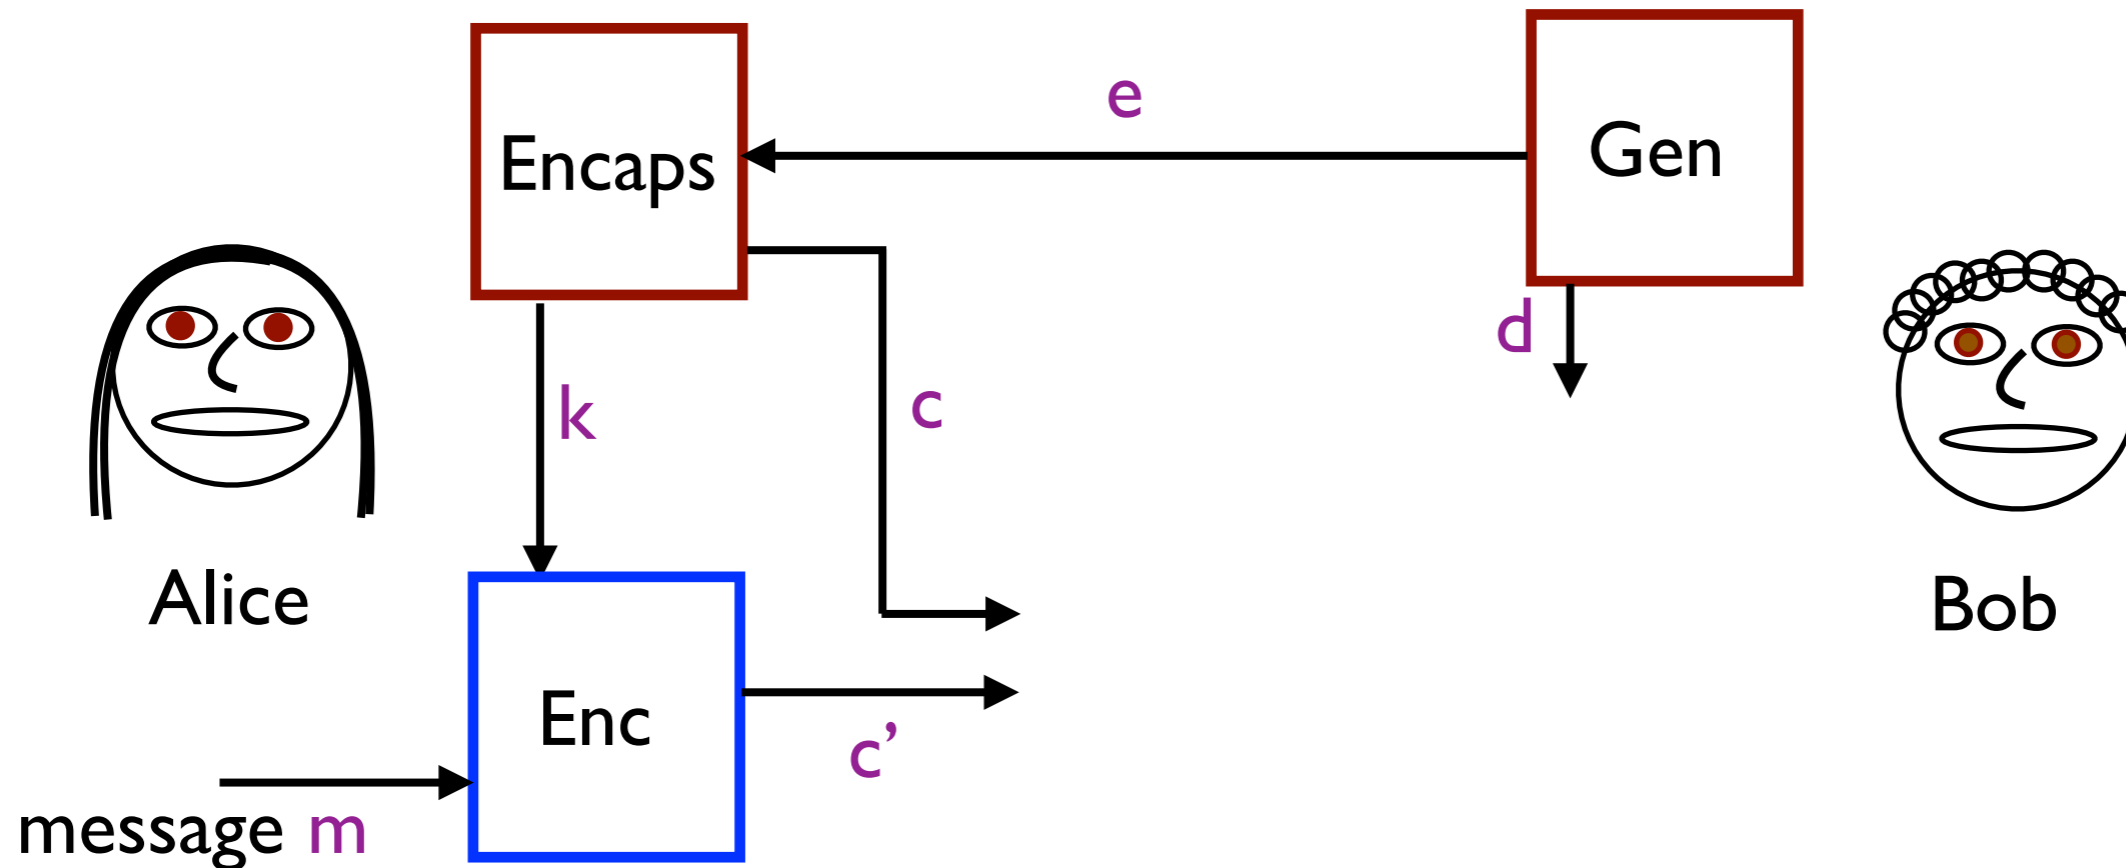 e
Encaps
Gen
d
k
c
Alice
Bob
Enc
c’
message m